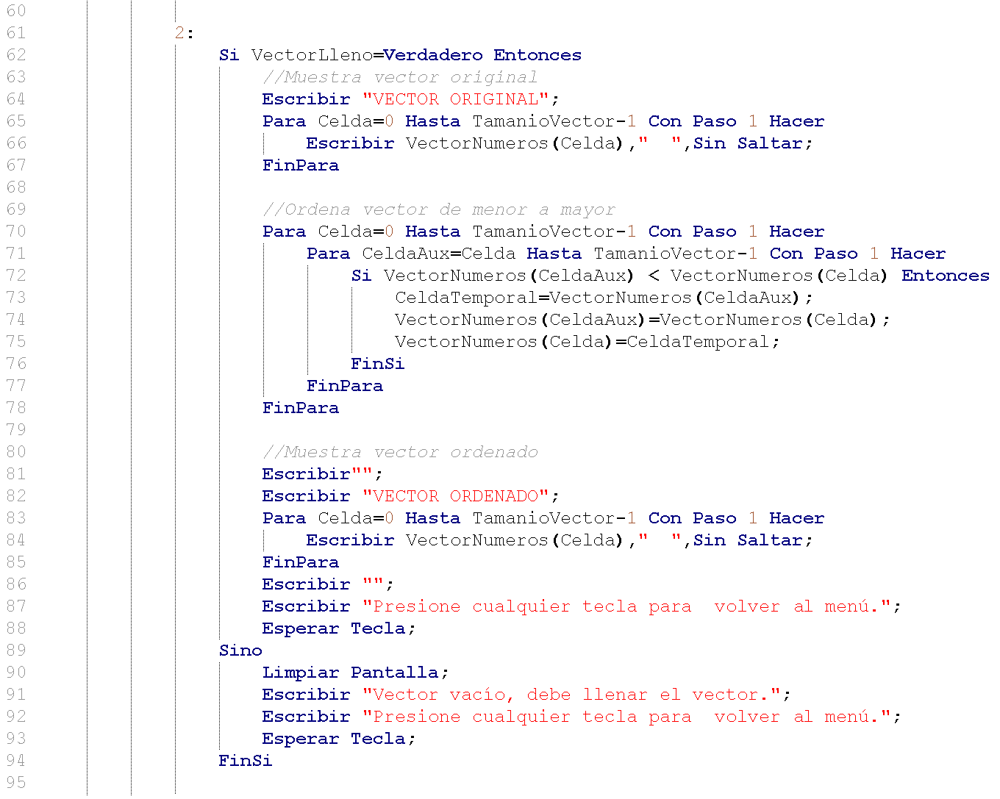 60
61 2:
62 Si VectorLleno=Verdadero Entonces
63 //Muestra vector original
64 Escribir "VECTOR ORIGINAL";
65 Para Celda=0 Hasta TamanioVector-1 Con Paso 1 Hacer
66 Escribir VectorNumeros(Celda),"  ",Sin Saltar;
67 FinPara
68
69 //Ordena vector de menor a mayor
70 Para Celda=0 Hasta TamanioVector-1 Con Paso 1 Hacer
71 Para CeldaAux=Celda Hasta TamanioVector-1 Con Paso 1 Hacer
72 Si VectorNumeros(CeldaAux) < VectorNumeros(Celda) Entonces
73 CeldaTemporal=VectorNumeros(CeldaAux);
74 VectorNumeros(CeldaAux)=VectorNumeros(Celda);
75 VectorNumeros(Celda)=CeldaTemporal;
76 FinSi
77 FinPara
78 FinPara
79
80 //Muestra vector ordenado
81 Escribir"";
82 Escribir "VECTOR ORDENADO";
83 Para Celda=0 Hasta TamanioVector-1 Con Paso 1 Hacer
84 Escribir VectorNumeros(Celda),"  ",Sin Saltar;
85 FinPara
86 Escribir "";
87 Escribir "Presione cualquier tecla para  volver al menú.";
88 Esperar Tecla;
89 Sino
90 Limpiar Pantalla;
91 Escribir "Vector vacío, debe llenar el vector.";
92 Escribir "Presione cualquier tecla para  volver al menú.";
93 Esperar Tecla;
94 FinSi
95